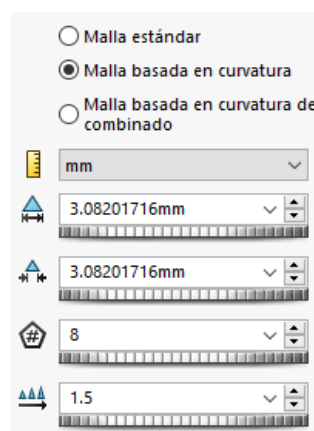 Malla estándar
Malla basada en curvatura
Malla basada en curvatura de
combinado
mm
3.08201716mm
3.08201716mm
#
8
1.5